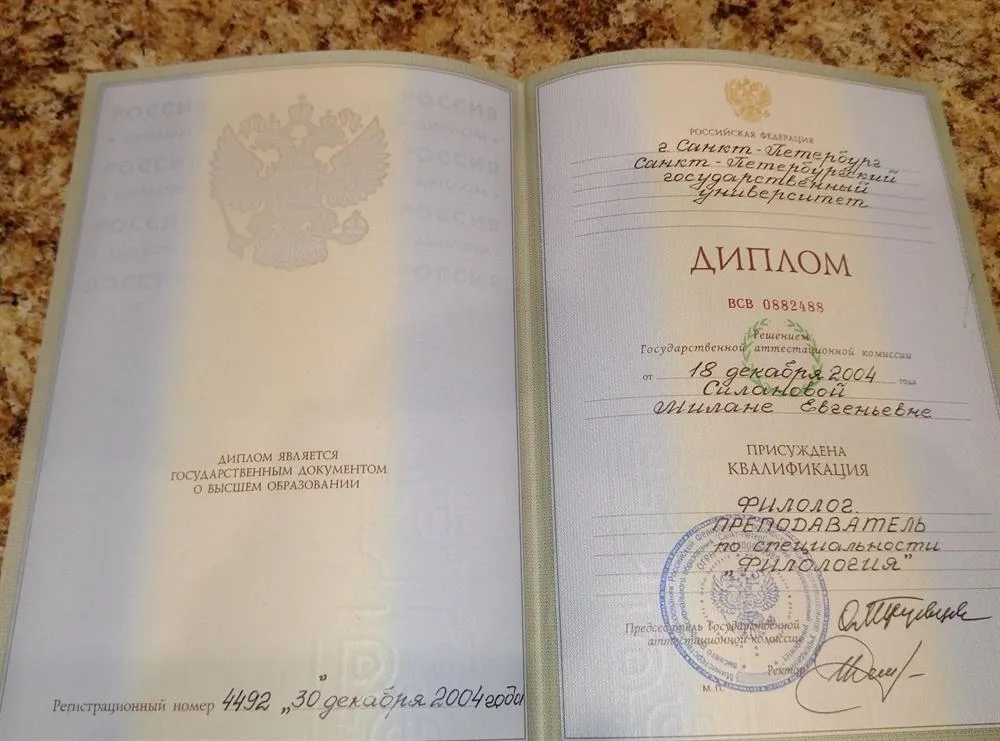 ДИПЛОМ ЯВЛЯЕТСЯ
ГОСУДАРСТВЕННЫМ ДОКУМЕНТОМ
О ВЫСШЕМ ОБРАЗОВАНИИ
Регистрационный номер 4492 „30" декабря 2004 года
РОССИЙСКАЯ ФЕДЕРАЦИЯ
г. Санкт-Петербург
Санкт-Петербургский
государственный
университет
ДИПЛОМ
ВСВ 0882488
Решением
Государственной аттестационной комиссии
от 18 декабря 2004 года
Силановой
Милане Евгеньевне
ПРИСУЖДЕНА
КВАЛИФИКАЦИЯ
ФИЛОЛОГ.
ПРЕПОДАВАТЕЛЬ
по специальности
„ФИЛОЛОГИЯ"
Председатель Государственной
аттестационной комиссии
Ректор
М.П.